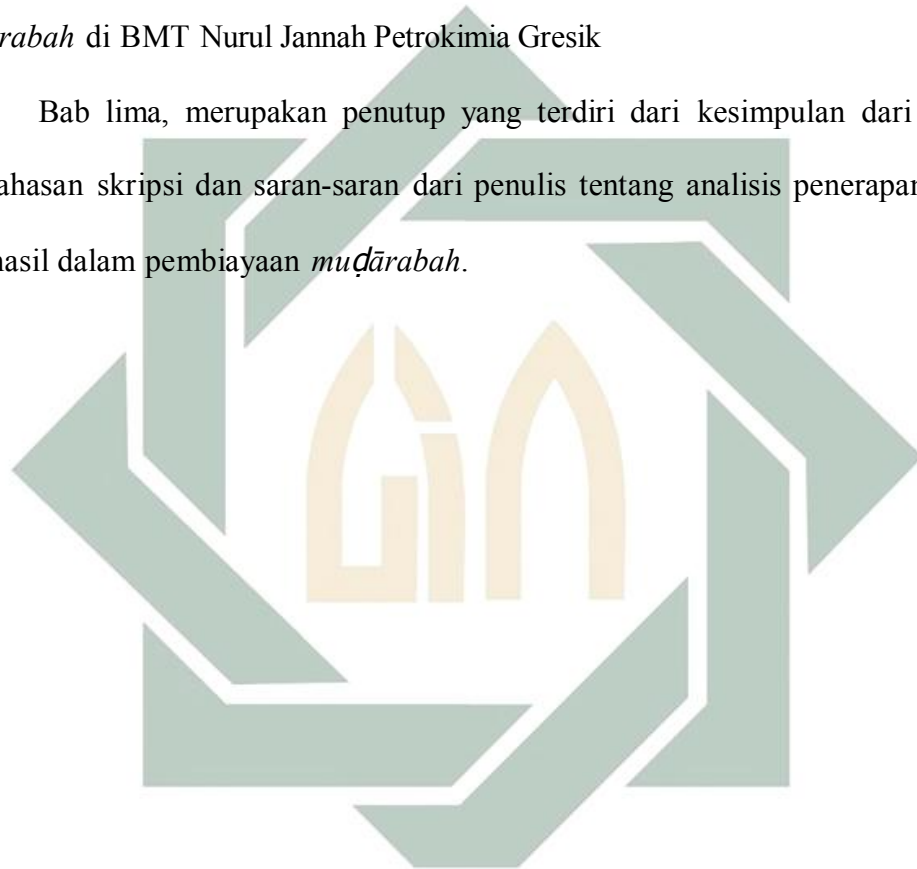 rabah di BMT Nurul Jannah Petrokimia Gresik
Bab lima, merupakan penutup yang terdiri dari kesimpulan dari
ahasan skripsi dan saran-saran dari penulis tentang analisis penerapan
hasil dalam pembiayaan muḍārabah.